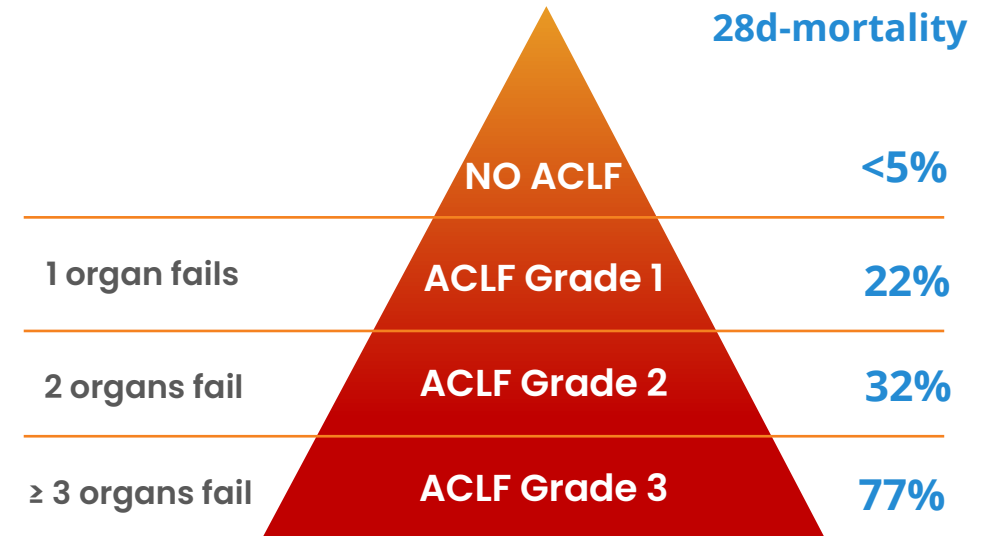 28d-mortality
NO ACLF
<5%
1 organ fails
ACLF Grade 1
22%
2 organs fail
ACLF Grade 2
32%
≥ 3 organs fail
ACLF Grade 3
77%